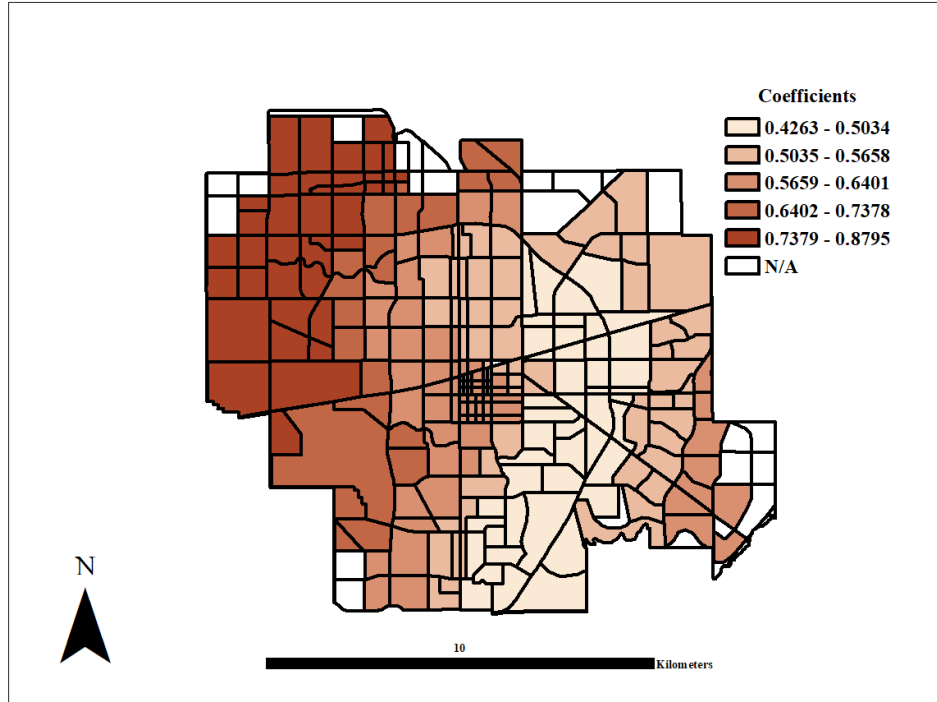 Coefficients
0.4263 - 0.5034
0.5035 - 0.5658
0.5659 - 0.6401
0.6402 - 0.7378
0.7379 - 0.8795
N/A
N
10
Kilometers